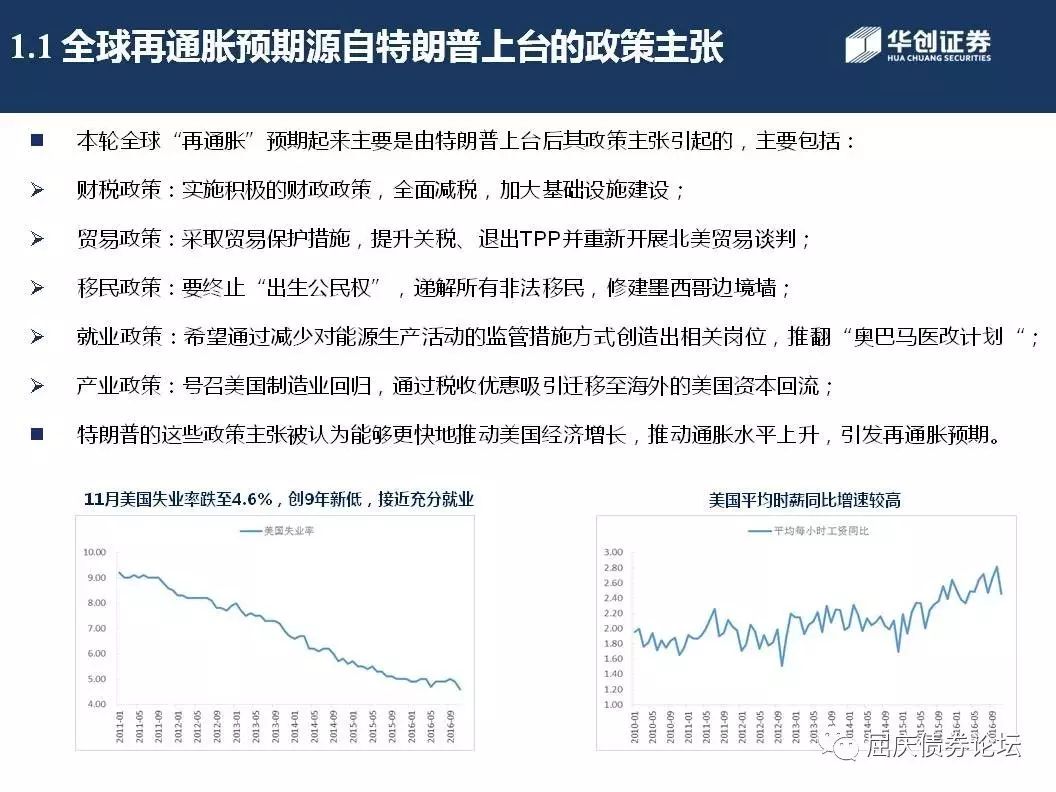 1.1 全球再通胀预期源自特朗普上台的政策主张
华创证券
HUA CHUANG SECURITIES
■ 本轮全球“再通胀”预期起来主要是由特朗普上台后其政策主张引起的，主要包括：
➢ 财税政策：实施积极的财政政策，全面减税，加大基础设施建设；
➢ 贸易政策：采取贸易保护措施，提升关税、退出TPP并重新开展北美贸易谈判；
➢ 移民政策：要终止“出生公民权”，递解所有非法移民，修建墨西哥边境墙；
➢ 就业政策：希望通过减少对能源生产活动的监管措施方式创造出相关岗位，推翻“奥巴马医改计划“；
➢ 产业政策：号召美国制造业回归，通过税收优惠吸引迁移至海外的美国资本回流；
■ 特朗普的这些政策主张被认为能够更快地推动美国经济增长，推动通胀水平上升，引发再通胀预期。
11月美国失业率跌至4.6%，创9年新低，接近充分就业
美国失业率
10.00
9.00
8.00
7.00
6.00
5.00
4.00
2011-01 2011-05 2011-09 2012-01 2012-05 2012-09 2013-01 2013-05 2013-09 2014-01 2014-05 2014-09 2015-01 2015-05 2015-09 2016-01 2016-05 2016-09
美国平均时薪同比增速较高
平均每小时工资同比
3.00
2.80
2.60
2.40
2.20
2.00
1.80
1.60
1.40
1.20
1.00
2010-01 2010-05 2010-09 2011-01 2011-05 2011-09 2012-01 2012-05 2012-09 2013-01 2013-05 2013-09 2014-01 2014-05 2014-09 2015-01 2015-05 2015-09 2016-01 2016-05 2016-09
屈庆债券论坛